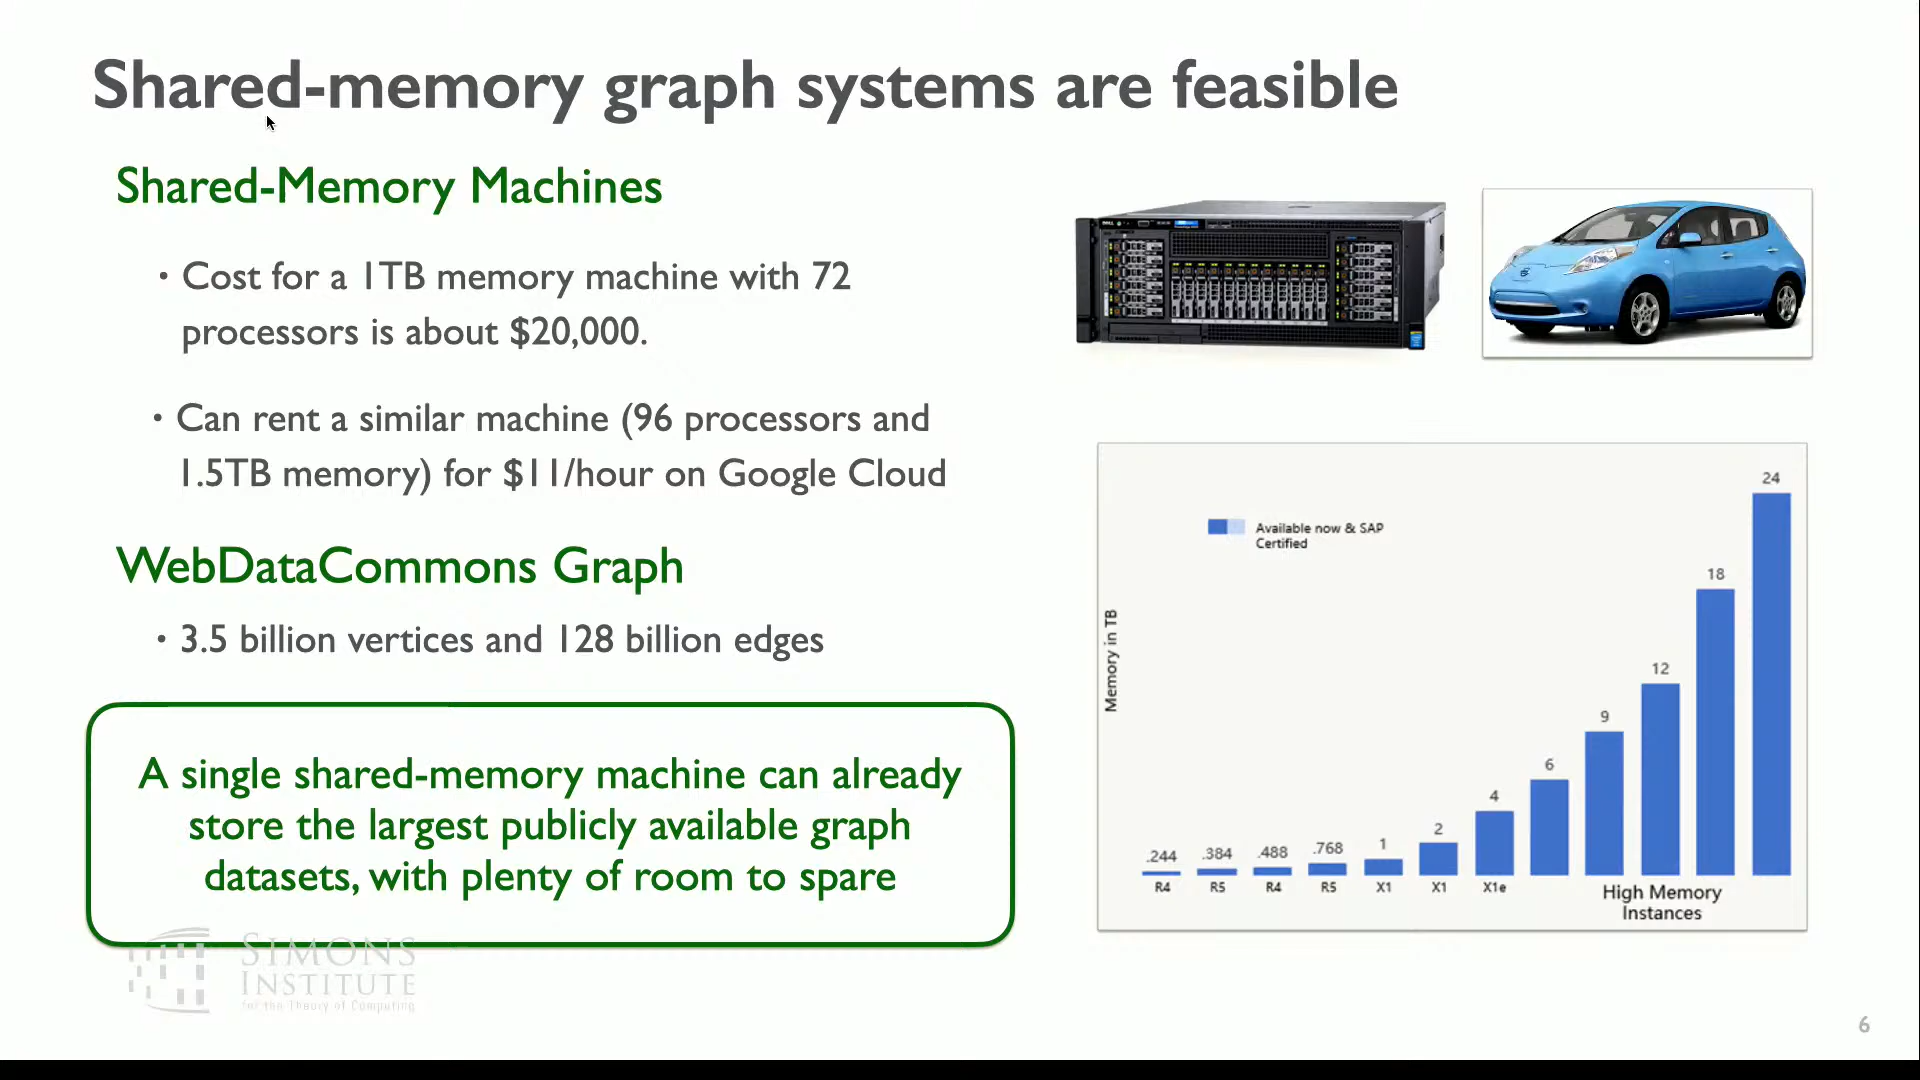 Shared-memory graph systems are feasible
Shared-Memory Machines
• Cost for a 1TB memory machine with 72
processors is about $20,000.
• Can rent a similar machine (96 processors and
1.5TB memory) for $11/hour on Google Cloud
WebDataCommons Graph
• 3.5 billion vertices and 128 billion edges
A single shared-memory machine can already
store the largest publicly available graph
datasets, with plenty of room to spare
SIMONS
INSTITUTE
for the Theory of Computing
Available now & SAP
Certified
Memory in TB
.244 .384 .488 .768 1 2 4 6 9 12 18 24
R4 R5 R4 R5 X1 X1 X1e
High Memory
Instances
6